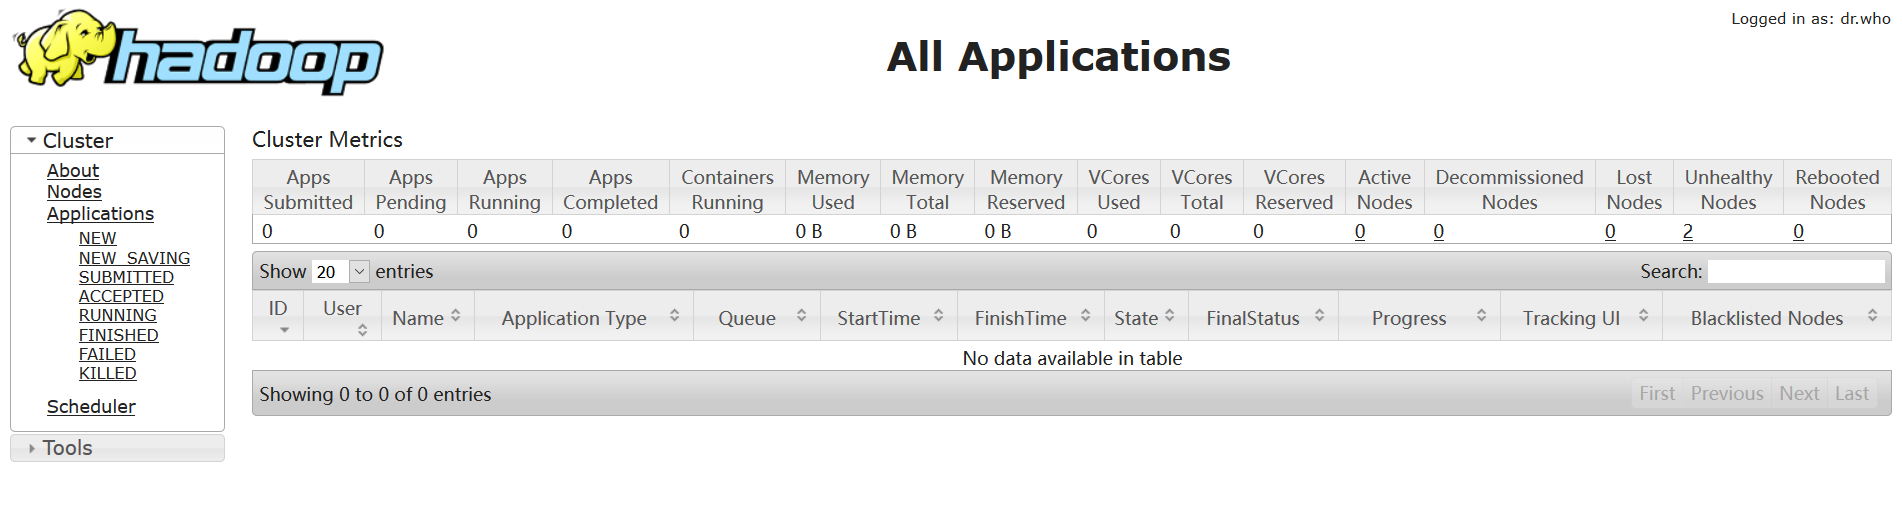 hadoop
Logged in as: dr.who
All Applications
Cluster
About
Nodes
Applications
NEW
NEW_SAVING
SUBMITTED
ACCEPTED
RUNNING
FINISHED
FAILED
KILLED
Scheduler
Tools
Cluster Metrics
Apps Submitted Apps Pending Apps Running Apps Completed Containers Running Memory Used Memory Total Memory Reserved VCores Used VCores Total VCores Reserved Active Nodes Decommissioned Nodes Lost Nodes Unhealthy Nodes Rebooted Nodes
0 0 0 0 0 0 B 0 B 0 B 0 0 0 0 0 0 2 0
Show 20 entries Search:
ID User Name Application Type Queue StartTime FinishTime State FinalStatus Progress Tracking UI Blacklisted Nodes
No data available in table
Showing 0 to 0 of 0 entries First Previous Next Last